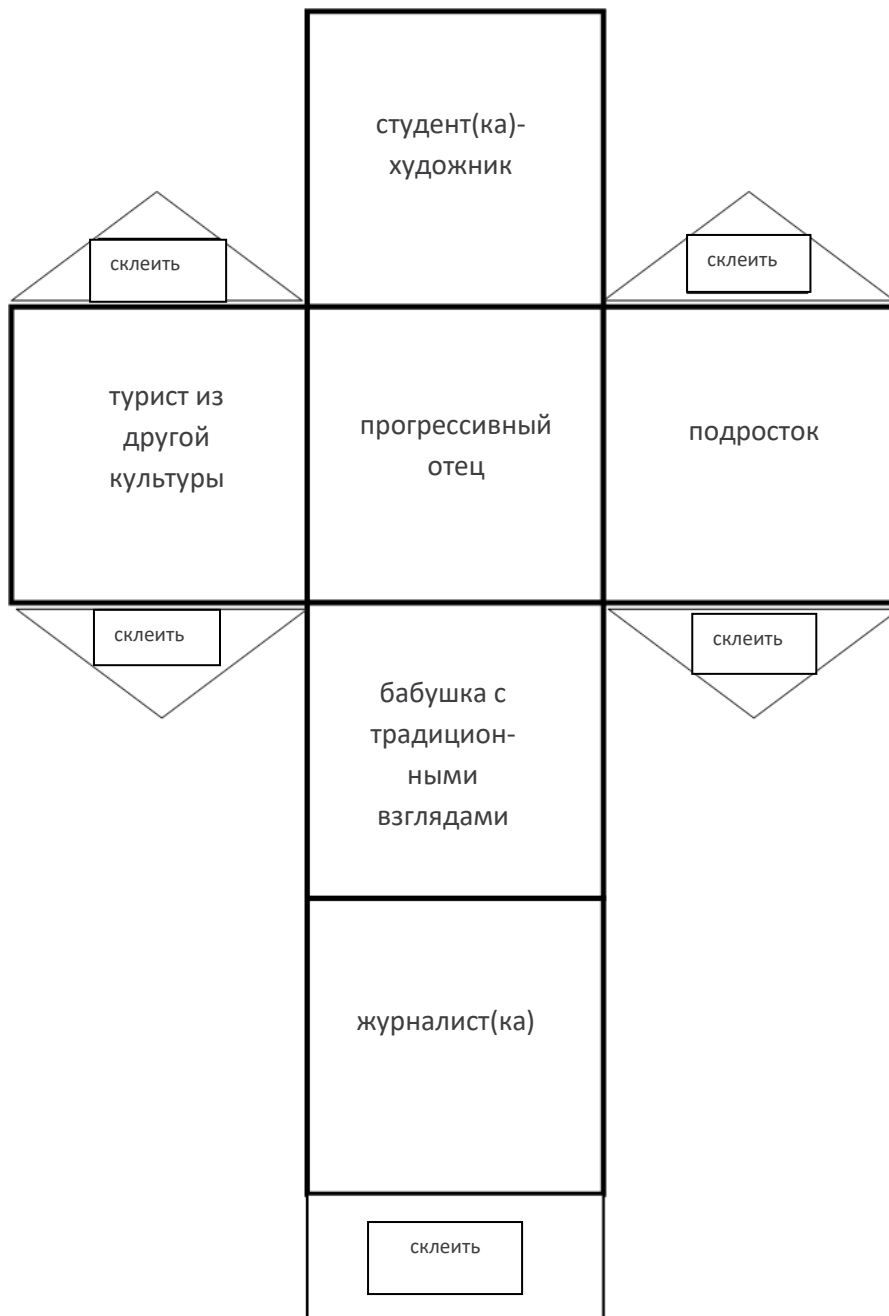 студент(ка)-
художник
склеить
склеить
турист из
другой
культуры
прогрессивный
отец
подросток
склеить
склеить
бабушка с
традицион-
ными
взглядами
журналист(ка)
склеить